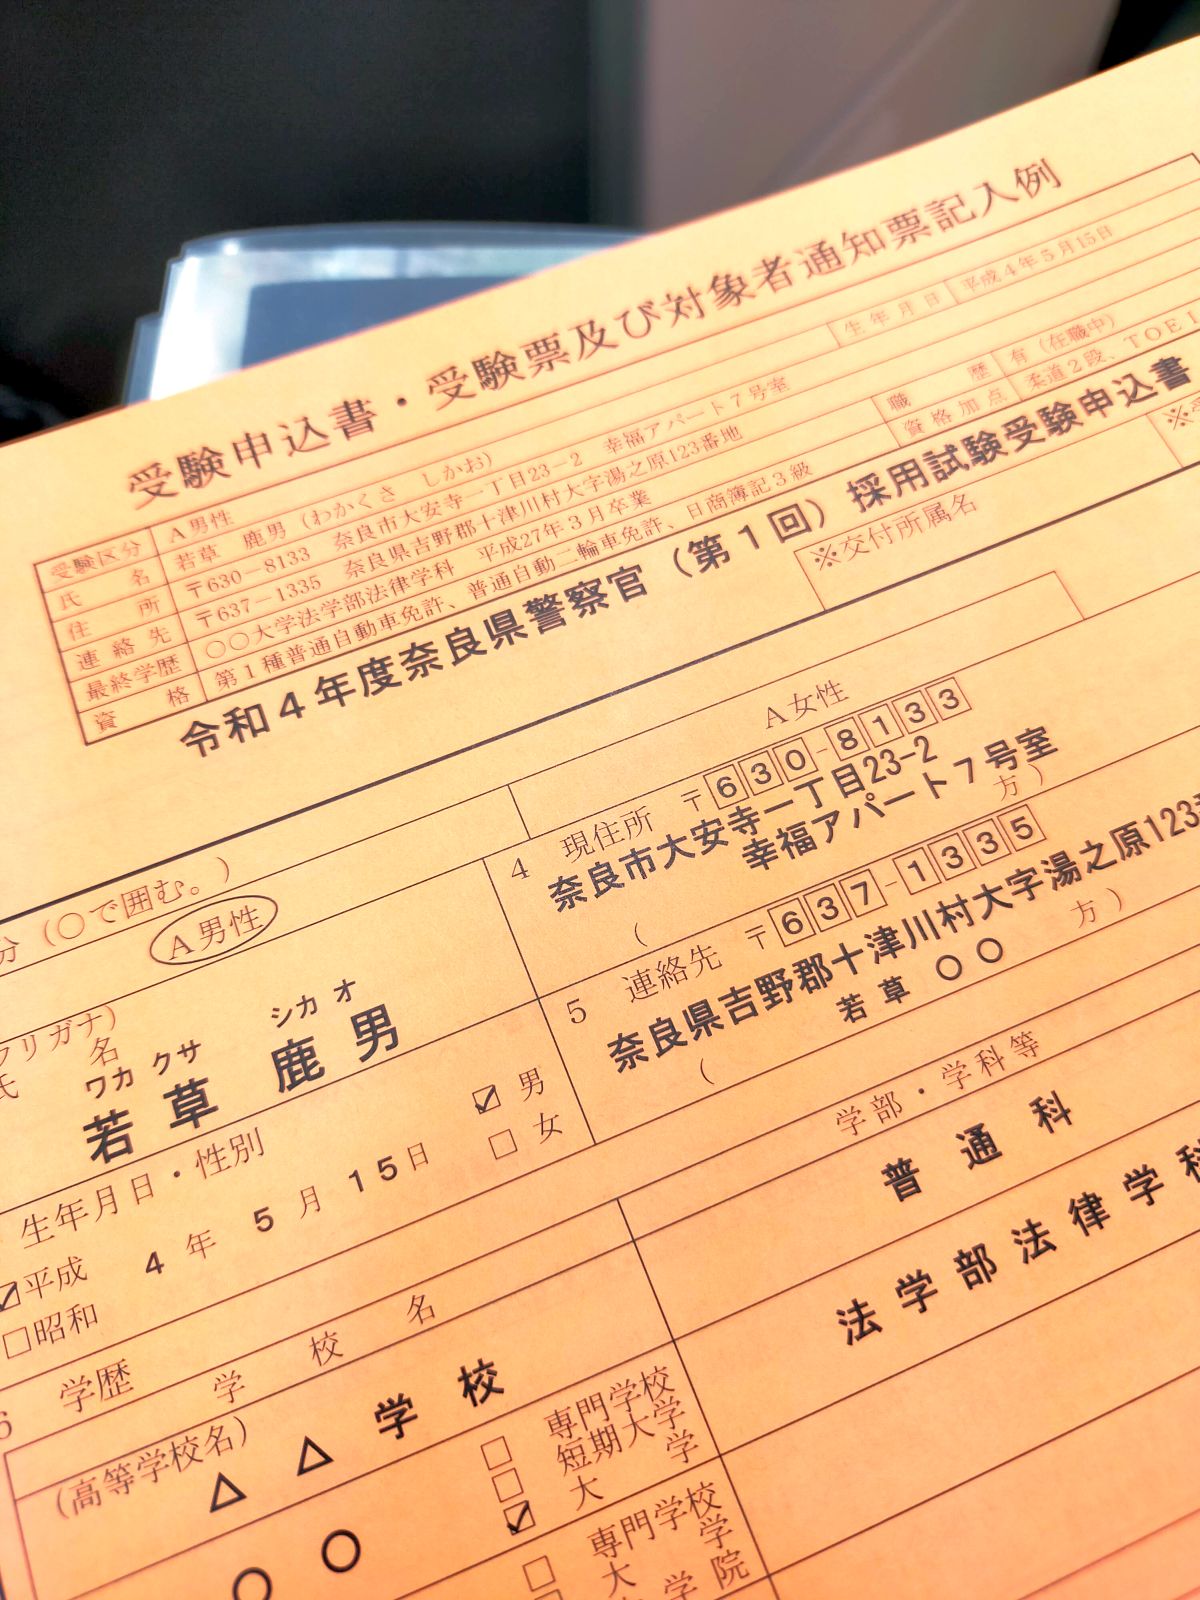 受験申込書・受験票及び対象者通知票記入例
受験区分 A男性
氏名 若草 鹿男（わかくさ しかお） 生年月日 平成4年5月15日
住所 〒630－8133 奈良市大安寺一丁目23－2 幸福アパート7号室
連絡先 〒637－1335 奈良県吉野郡十津川村大字湯之原123番地
最終学歴 〇〇大学法学部法律学科 平成27年3月卒業 職歴 有（在職中）
資格 第1種普通自動車免許、普通自動二輪車免許、日商簿記3級 資格加点 柔道2段、TOEI
令和4年度奈良県警察官（第1回）採用試験受験申込書
※交付所属名
分（〇で囲む。）
A男性
A女性
フリガナ）
氏名
ワカクサ シカオ
若草 鹿男
生年月日・性別
☑平成 4年 5月 15日
□昭和
☑男
□女
4 現住所 〒630-8133
奈良市大安寺一丁目23-2
幸福アパート7号室
（ 方）
5 連絡先 〒637-1335
奈良県吉野郡十津川村大字湯之原123
（ 若草 〇〇 方）
6 学歴
学校名
学部・学科等
（高等学校名）
△△学校
普通科
〇〇
□専門学校
□短期大学
☑大学
法学部法律学科
□専門学校
大学
学院